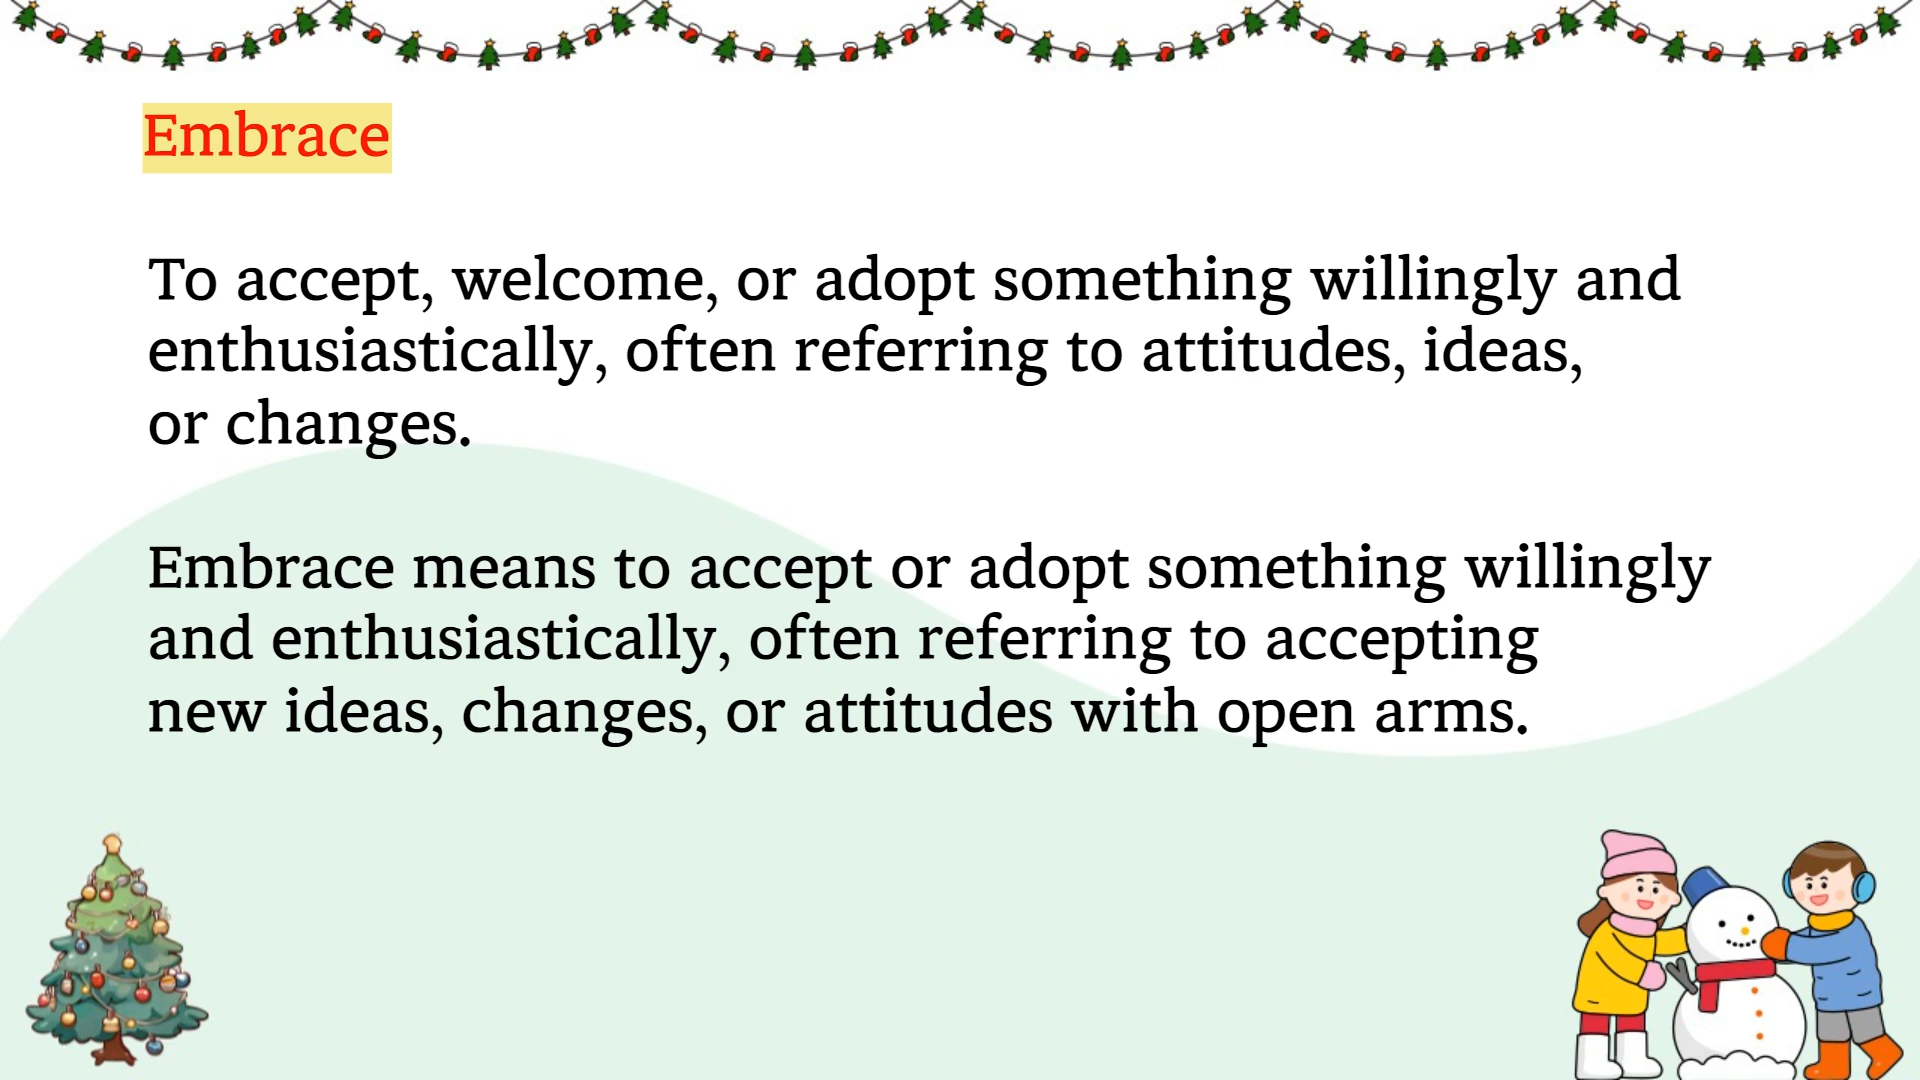 Embrace
To accept, welcome, or adopt something willingly and
enthusiastically, often referring to attitudes, ideas,
or changes.
Embrace means to accept or adopt something willingly
and enthusiastically, often referring to accepting
new ideas, changes, or attitudes with open arms.